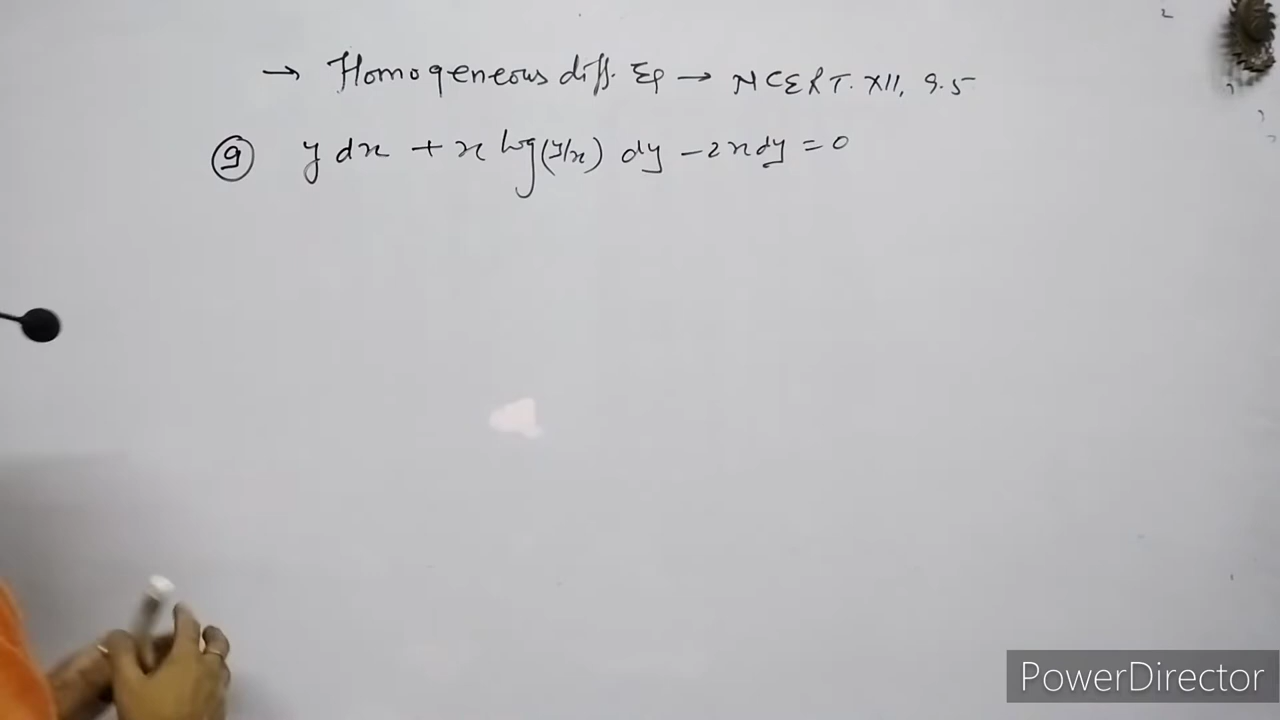 → Homogeneous diff. Eq → NCERT. XII, 9.5
⑨ y dx + x log(y/x) dy - 2x dy = 0
PowerDirector